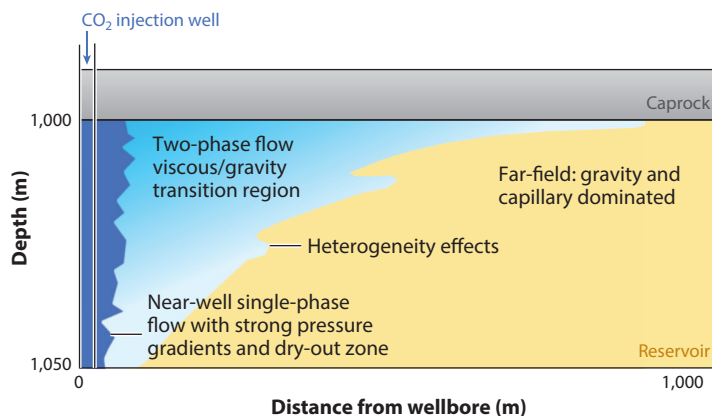 CO2 injection well
Caprock
1,000
Two-phase flow
viscous/gravity
transition region
Far-field: gravity and
capillary dominated
Depth (m)
Heterogeneity effects
Near-well single-phase
flow with strong pressure
gradients and dry-out zone
Reservoir
1,050
0
1,000
Distance from wellbore (m)